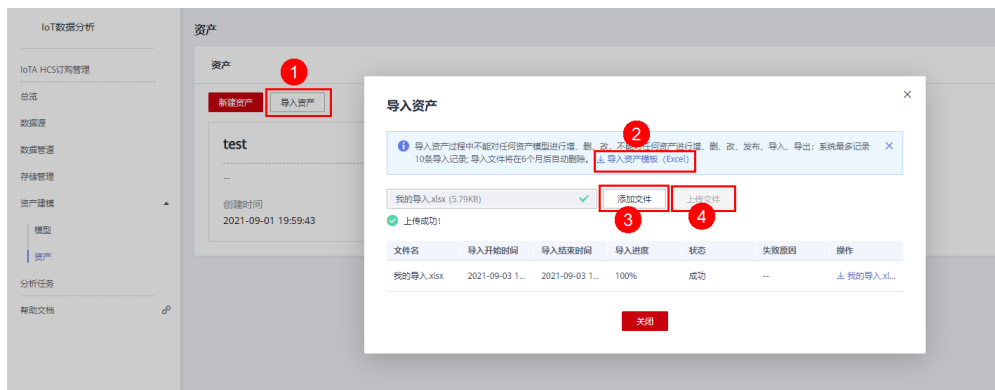 IoT数据分析
IoTA HCS订购管理
总览
数据源
数据管道
存储管理
资产建模
模型
资产
分析任务
帮助文档
资产
资产
1
新建资产
导入资产
test
--
创建时间
2021-09-01 19:59:43
导入资产
2
导入资产过程中不能对任何资产模型进行增、删、改、不能对任何资产进行增、删、改、发布、导入、导出；系统最多记录
10条导入记录; 导入文件将在6个月后自动删除。 导入资产模板（Excel）
我的导入.xlsx (5.79KB)
添加文件
上传文件
3
4
上传成功!
文件名 导入开始时间 导入结束时间 导入进度 状态 失败原因 操作
我的导入.xlsx 2021-09-03 1... 2021-09-03 1... 100% 成功 -- 我的导入.xl...
关闭